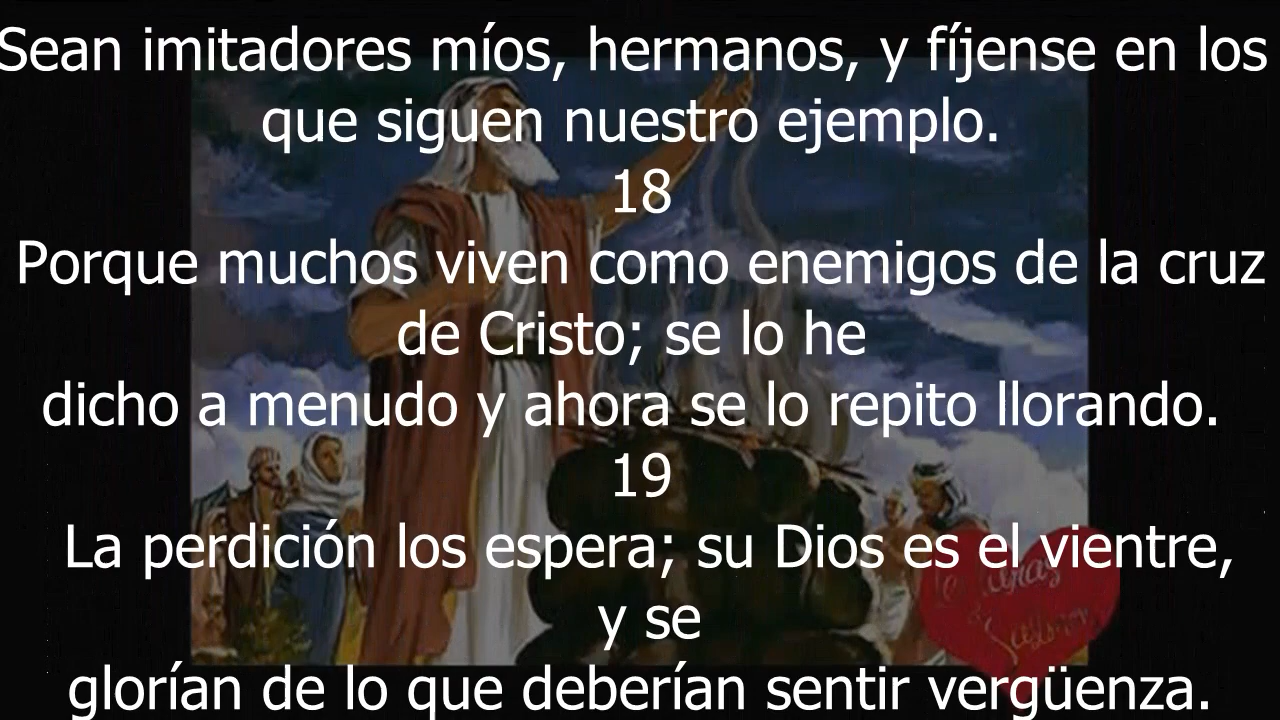 Sean imitadores míos, hermanos, y fíjense en los
que siguen nuestro ejemplo.
18
Porque muchos viven como enemigos de la cruz
de Cristo; se lo he
dicho a menudo y ahora se lo repito llorando.
19
La perdición los espera; su Dios es el vientre,
y se
glorían de lo que deberían sentir vergüenza.